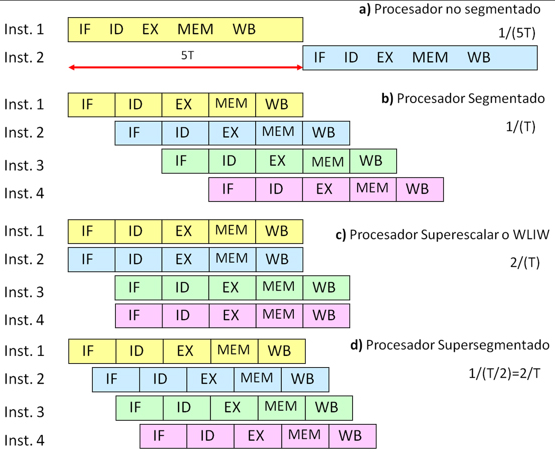 a) Procesador no segmentado
Inst. 1 IF ID EX MEM WB 1/(5T)
Inst. 2 5T IF ID EX MEM WB
Inst. 1 IF ID EX MEM WB b) Procesador Segmentado
Inst. 2 IF ID EX MEM WB 1/(T)
Inst. 3 IF ID EX MEM WB
Inst. 4 IF ID EX MEM WB
Inst. 1 IF ID EX MEM WB c) Procesador Superescalar o WLIW
Inst. 2 IF ID EX MEM WB 2/(T)
Inst. 3 IF ID EX MEM WB
Inst. 4 IF ID EX MEM WB
d) Procesador Supersegmentado
Inst. 1 IF ID EX MEM WB
Inst. 2 IF ID EX MEM WB 1/(T/2)=2/T
Inst. 3 IF ID EX MEM WB
Inst. 4 IF ID EX MEM WB